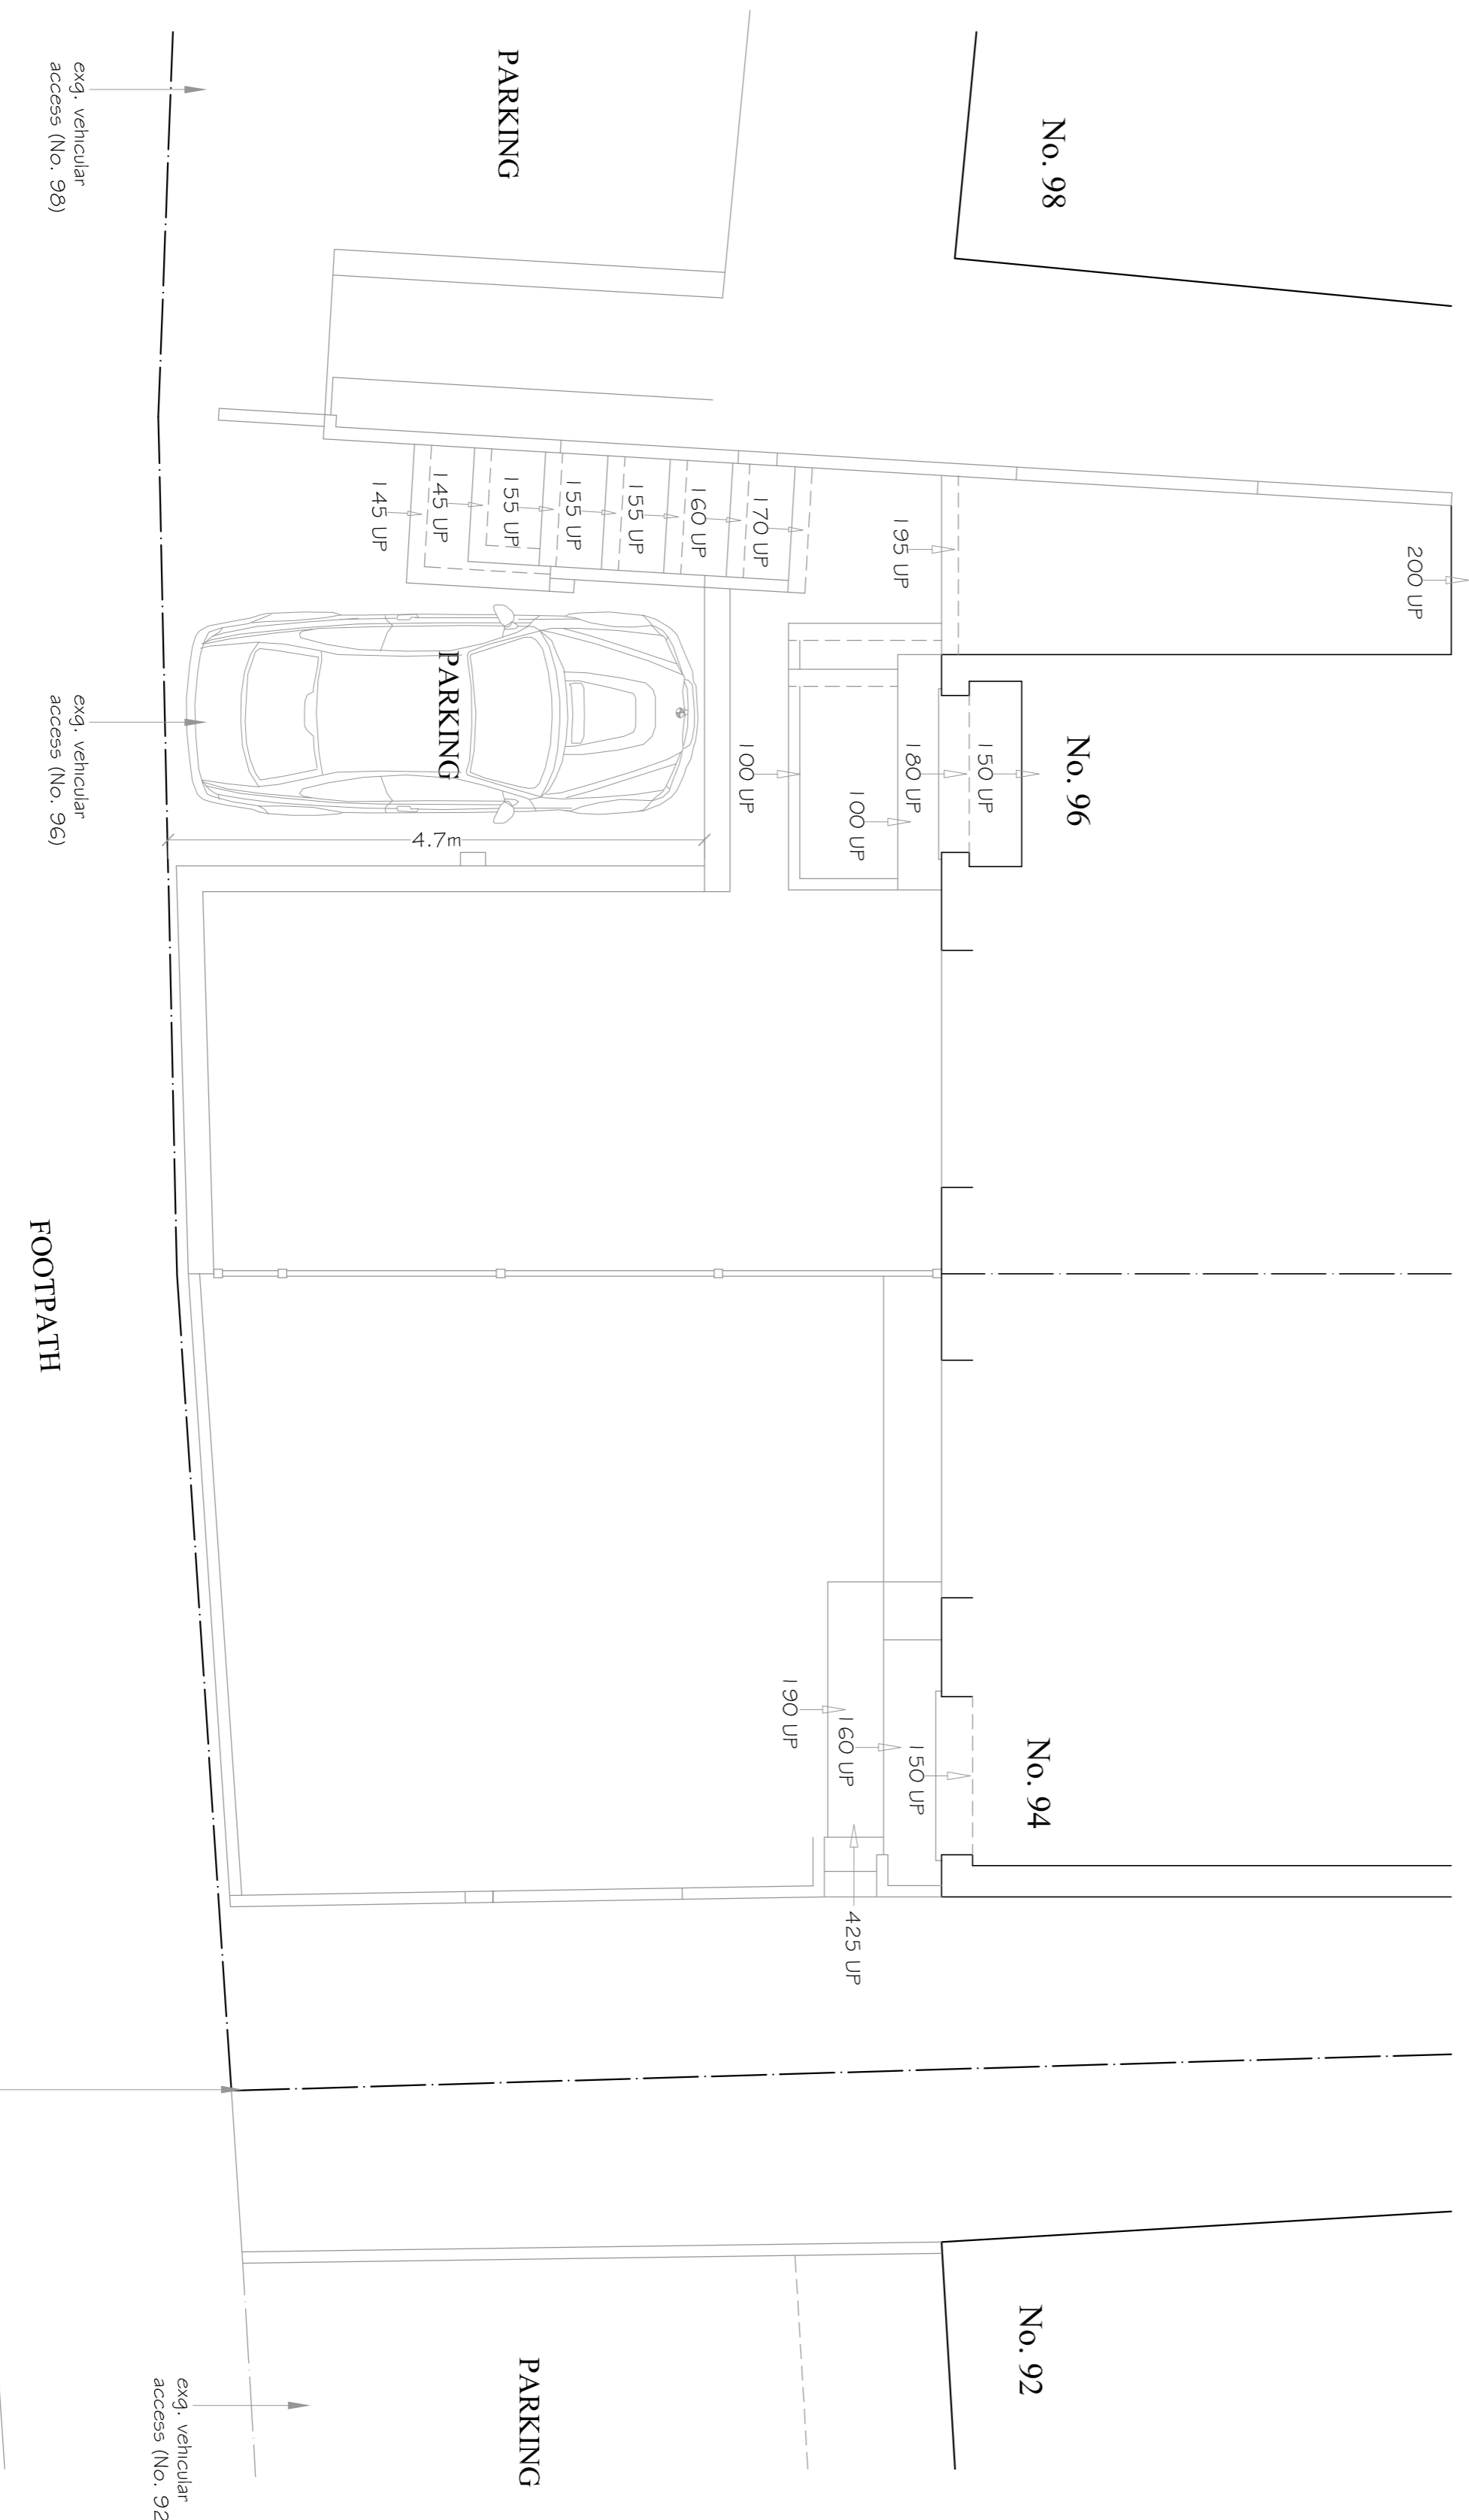 No. 98
No. 96
No. 94
No. 92
200 UP
195 UP
150 UP
180 UP
100 UP
100 UP
170 UP
160 UP
155 UP
155 UP
155 UP
145 UP
145 UP
150 UP
160 UP
190 UP
425 UP
PARKING
PARKING
PARKING
4.7m
exg. vehicular
access (No. 98)
exg. vehicular
access (No. 96)
exg. vehicular
access (No. 92
FOOTPATH